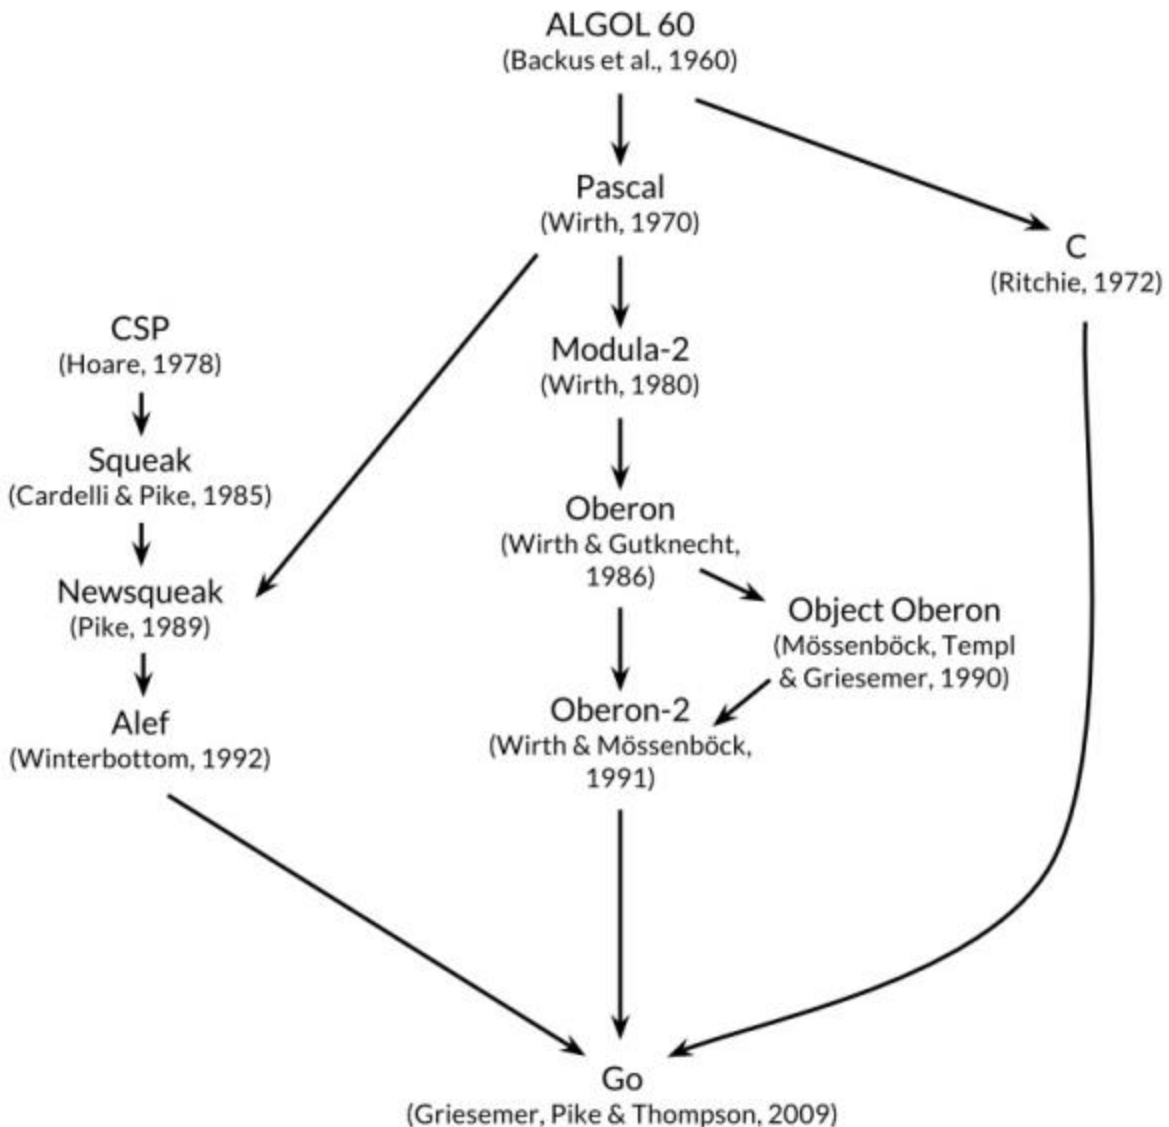 ALGOL 60
(Backus et al., 1960)
Pascal
(Wirth, 1970)
C
(Ritchie, 1972)
CSP
(Hoare, 1978)
Modula-2
(Wirth, 1980)
Squeak
(Cardelli & Pike, 1985)
Oberon
(Wirth & Gutknecht,
1986)
Newsqueak
(Pike, 1989)
Object Oberon
(Mössenböck, Templ
& Griesemer, 1990)
Oberon-2
(Wirth & Mössenböck,
1991)
Alef
(Winterbottom, 1992)
Go
(Griesemer, Pike & Thompson, 2009)